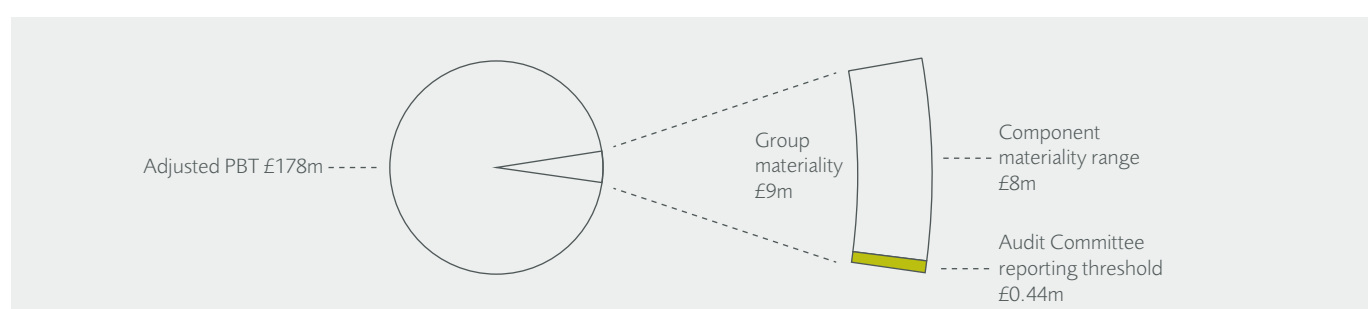 Adjusted PBT £178m
Group
materiality
£9m
Component
materiality range
£8m
Audit Committee
reporting threshold
£0.44m